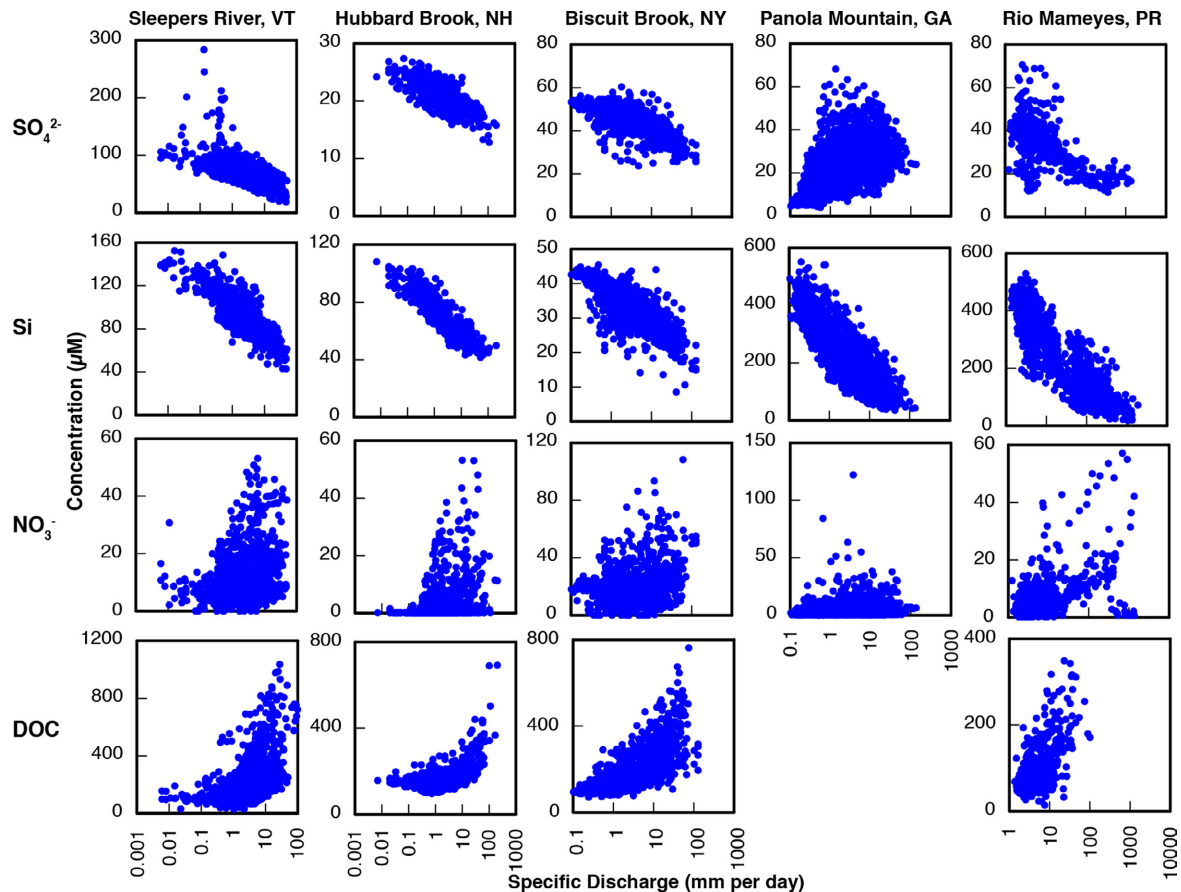 Sleepers River, VT Hubbard Brook, NH Biscuit Brook, NY Panola Mountain, GA Rio Mameyes, PR
SO₄²⁻
300 200 100 0
30 20 10 0
80 60 40 20 0
80 60 40 20 0
80 60 40 20 0
Si
160 120 80 40 0
120 80 40 0
50 40 30 20 10 0
600 400 200 0
600 400 200 0
Concentration (µM)
NO₃⁻
60 40 20 0
60 40 20 0
120 80 40 0
150 100 50 0
60 40 20 0
0.1 1 10 100 1000
DOC
1200 800 400 0
800 400 0
800 400 0
400 200 0
0.001 0.01 0.1 1 10 100
0.001 0.01 0.1 1 10 100 1000
0.1 1 10 100 1000
1 10 100 1000 10000
Specific Discharge (mm per day)